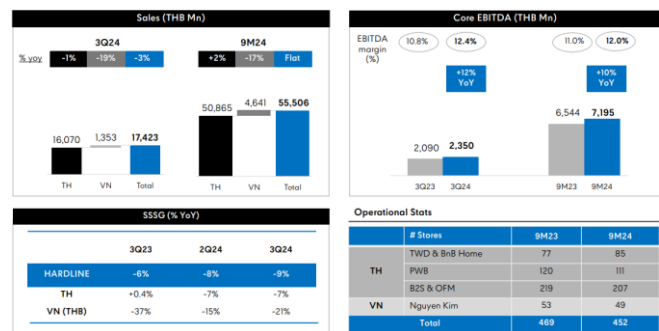 Sales (THB Mn)
3Q24
9M24
% yoy
-1% -19% -3%
+2% -17% Flat
16,070 1,353 17,423
50,865 4,641 55,506
TH VN Total
TH VN Total
Core EBITDA (THB Mn)
EBITDA
margin
(%)
10.8% 12.4%
11.0% 12.0%
+12%
YoY
+10%
YoY
2,090 2,350
6,544 7,195
3Q23 3Q24
9M23 9M24
SSSG (% YoY)
3Q23 2Q24 3Q24
HARDLINE -6% -8% -9%
TH +0.4% -7% -7%
VN (THB) -37% -15% -21%
Operational Stats
# Stores 9M23 9M24
TH
TWD & BnB Home 77 85
PWB 120 111
B2S & OFM 219 207
VN Nguyen Kim 53 49
Total 469 452